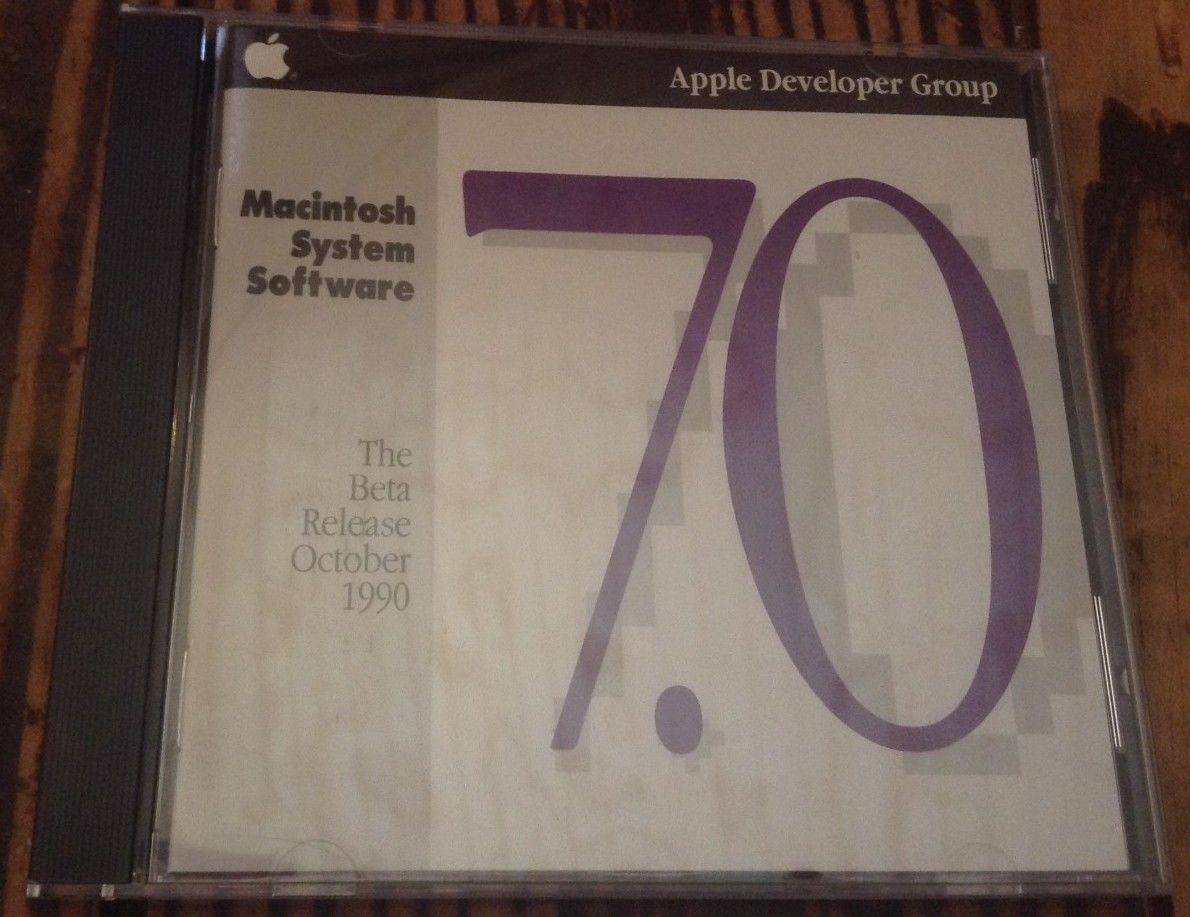 Apple Developer Group
Macintosh
System
Software
7.0
The
Beta
Release
October
1990